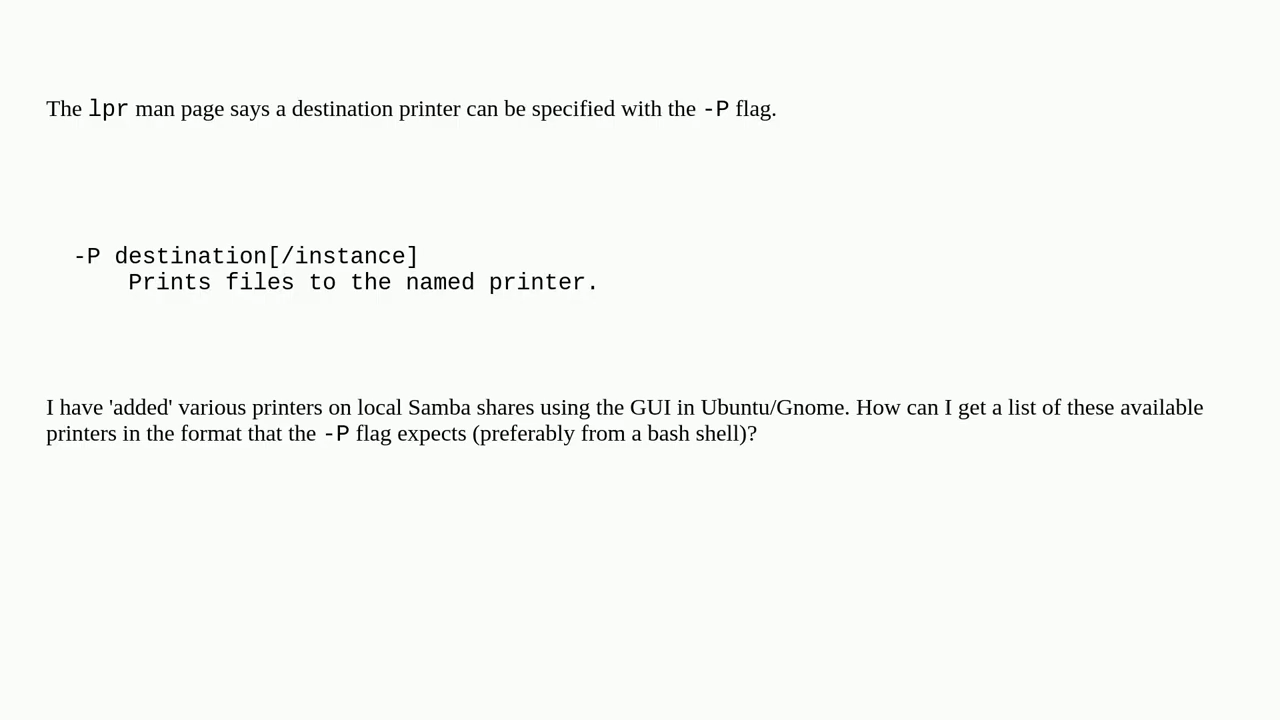 The lpr man page says a destination printer can be specified with the -P flag.
-P destination[/instance]
Prints files to the named printer.
I have 'added' various printers on local Samba shares using the GUI in Ubuntu/Gnome. How can I get a list of these available
printers in the format that the -P flag expects (preferably from a bash shell)?